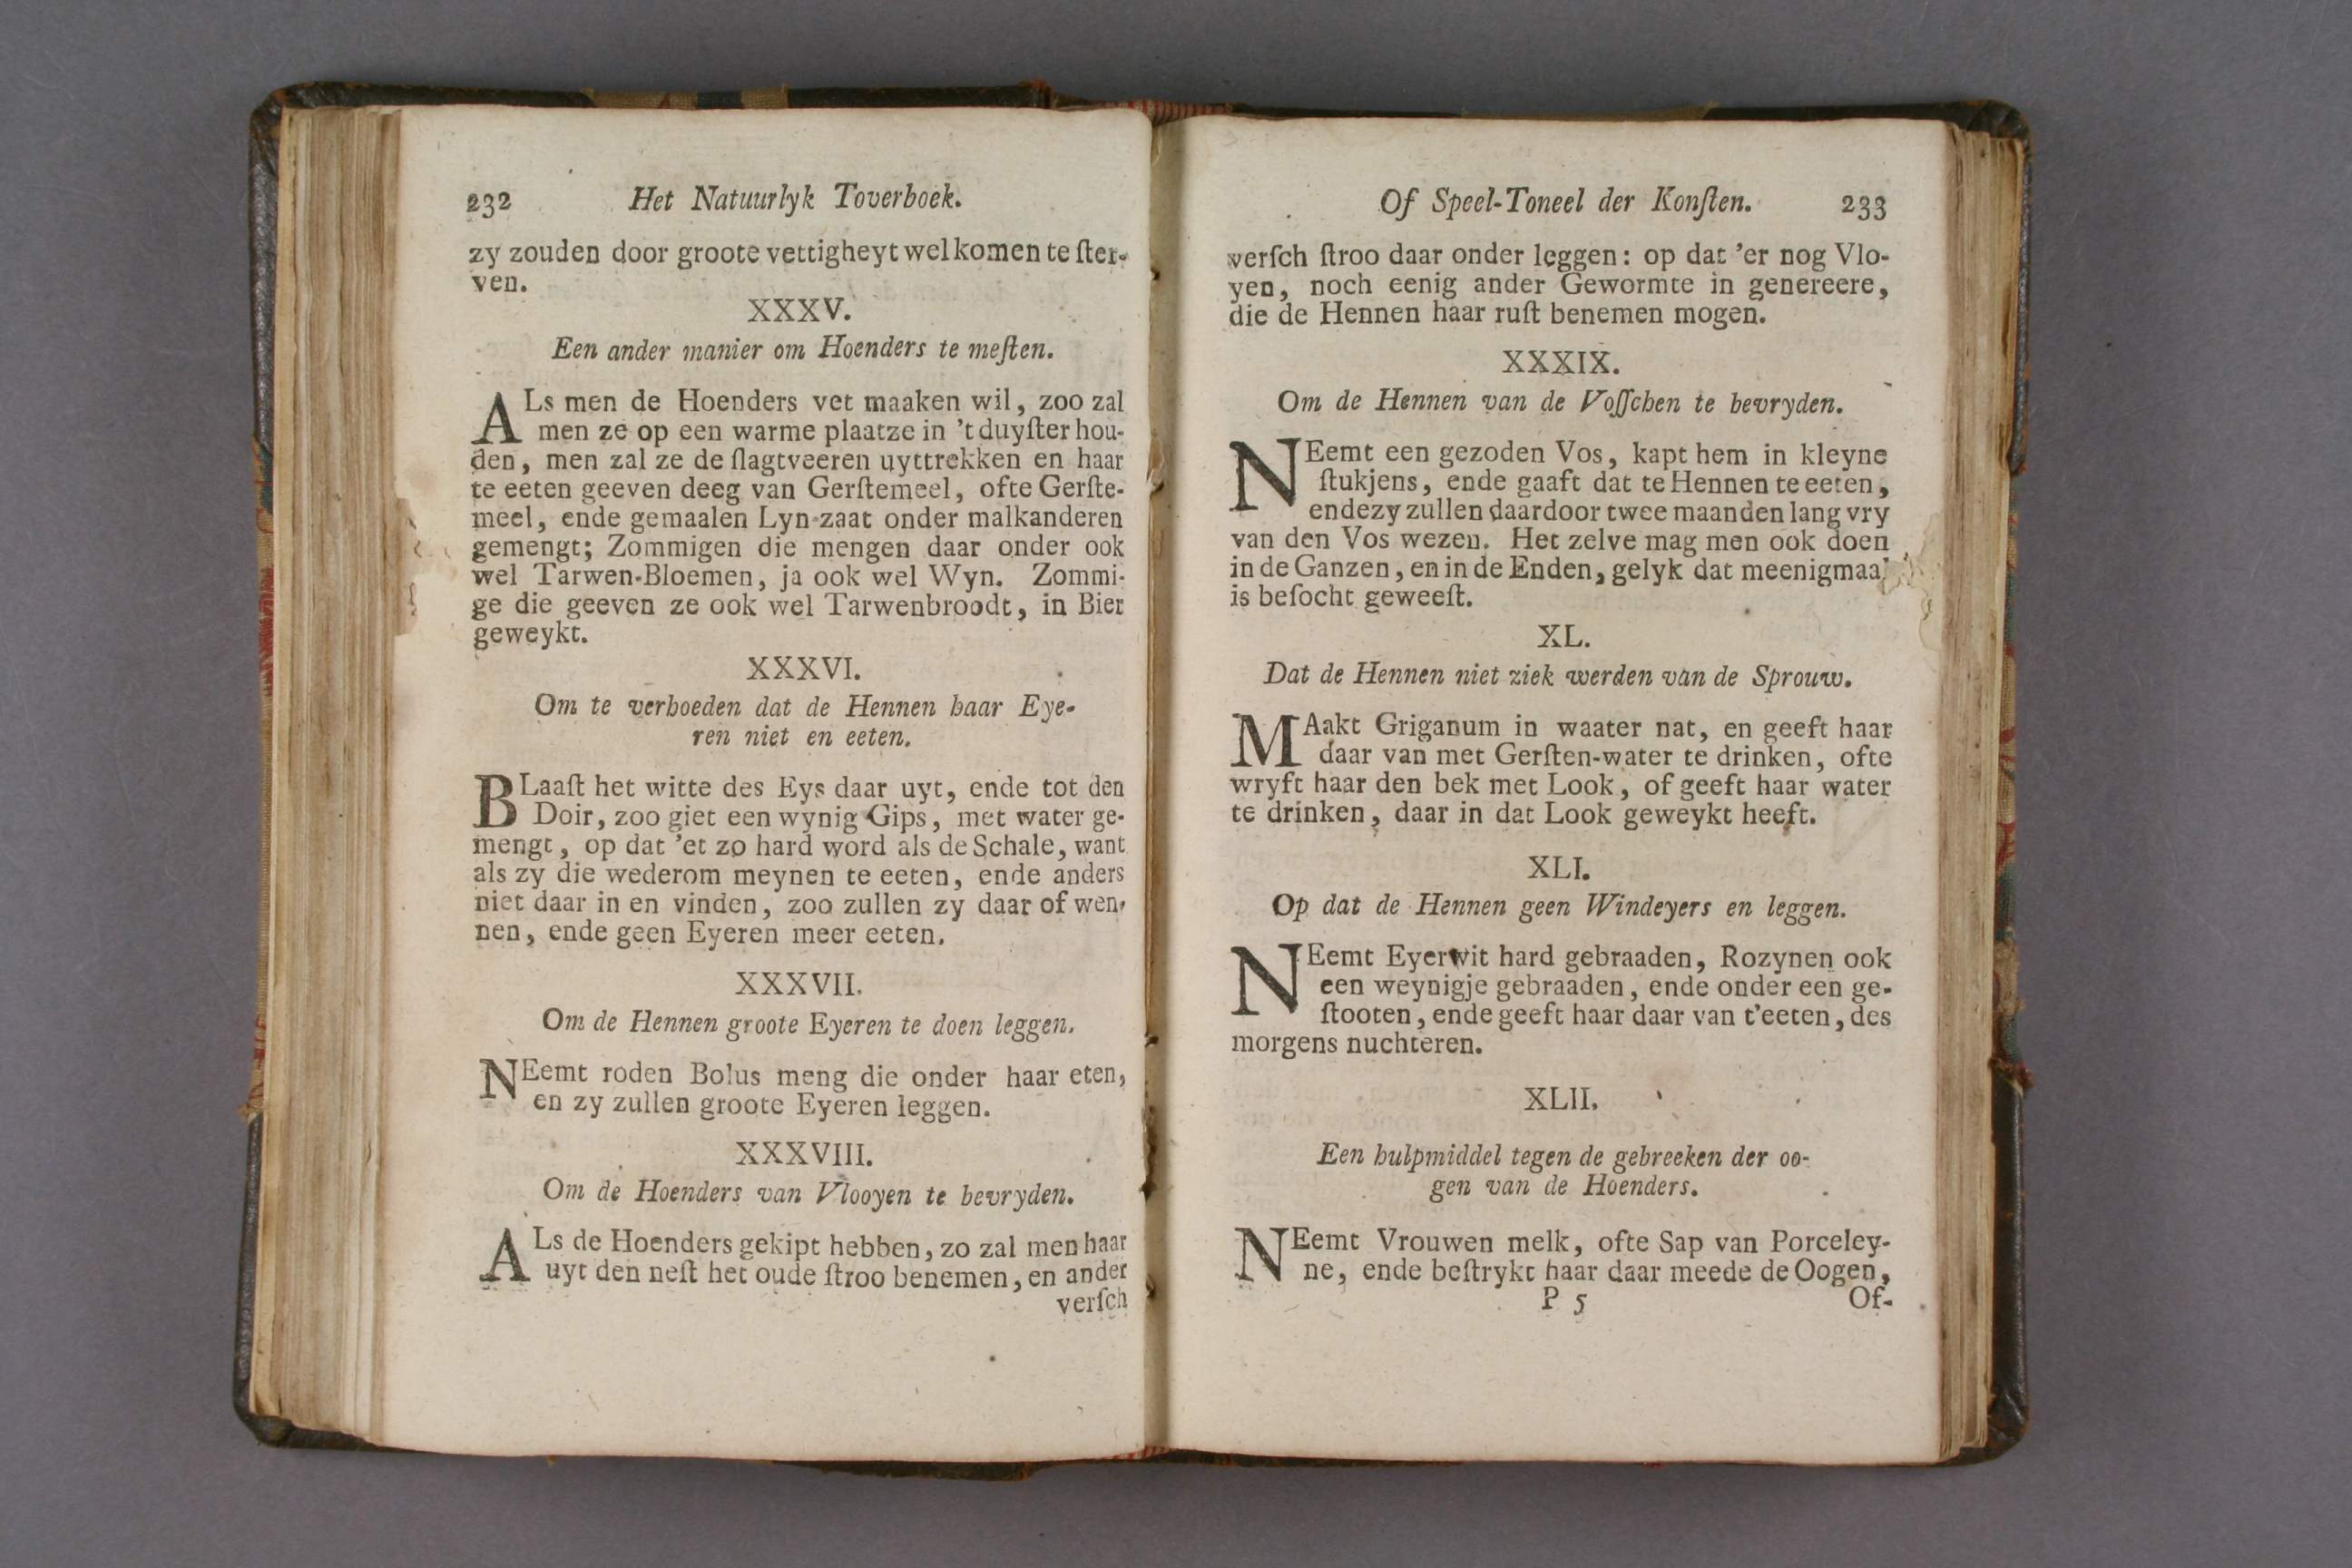 232 Het Natuurlyk Toverboek.
zy zouden door groote vettigheyt wel komen te ſter-
ven.
XXXV.
Een ander manier om Hoenders te meſten.
ALs men de Hoenders vet maaken wil, zoo zal
men ze op een warme plaatze in 't duyſter hou-
den, men zal ze de ſlagtveeren uyttrekken en haar
te eeten geeven deeg van Gerſtemeel, ofte Gerſte-
meel, ende gemaalen Lyn-zaat onder malkanderen
gemengt; Zommigen die mengen daar onder ook
wel Tarwen-Bloemen, ja ook wel Wyn. Zommi-
ge die geeven ze ook wel Tarwenbroodt, in Bier
geweykt.
XXXVI.
Om te verhoeden dat de Hennen haar Eye-
ren niet en eeten.
BLaaſt het witte des Eys daar uyt, ende tot den
Doir, zoo giet een wynig Gips, met water ge-
mengt, op dat 'et zo hard word als de Schale, want
als zy die wederom meynen te eeten, ende anders
niet daar in en vinden, zoo zullen zy daar of wen-
nen, ende geen Eyeren meer eeten.
XXXVII.
Om de Hennen groote Eyeren te doen leggen.
NEemt roden Bolus meng die onder haar eten,
en zy zullen groote Eyeren leggen.
XXXVIII.
Om de Hoenders van Vlooyen te bevryden.
ALs de Hoenders gekipt hebben, zo zal men haar
uyt den neſt het oude ſtroo benemen, en ander
verſch
Of Speel-Toneel der Konſten. 233
verſch ſtroo daar onder leggen: op dat 'er nog Vlo-
yen, noch eenig ander Gewormte in genereere,
die de Hennen haar ruſt benemen mogen.
XXXIX.
Om de Hennen van de Voſſchen te bevryden.
NEemt een gezoden Vos, kapt hem in kleyne
ſtukjens, ende gaaft dat te Hennen te eeten,
ende zy zullen daardoor twee maanden lang vry
van den Vos wezen. Het zelve mag men ook doen
in de Ganzen, en in de Enden, gelyk dat meenigmaal
is beſocht geweeſt.
XL.
Dat de Hennen niet ziek werden van de Sprouw.
MAakt Griganum in waater nat, en geeft haar
daar van met Gerſten-water te drinken, ofte
wryft haar den bek met Look, of geeft haar water
te drinken, daar in dat Look geweykt heeft.
XLI.
Op dat de Hennen geen Windeyers en leggen.
NEemt Eyerwit hard gebraaden, Rozynen ook
een weynigje gebraaden, ende onder een ge-
ſtooten, ende geeft haar daar van t'eeten, des
morgens nuchteren.
XLII.
Een hulpmiddel tegen de gebreeken der oo-
gen van de Hoenders.
NEemt Vrouwen melk, ofte Sap van Porceley-
ne, ende beſtrykt haar daar meede de Oogen,
P 5 Of-